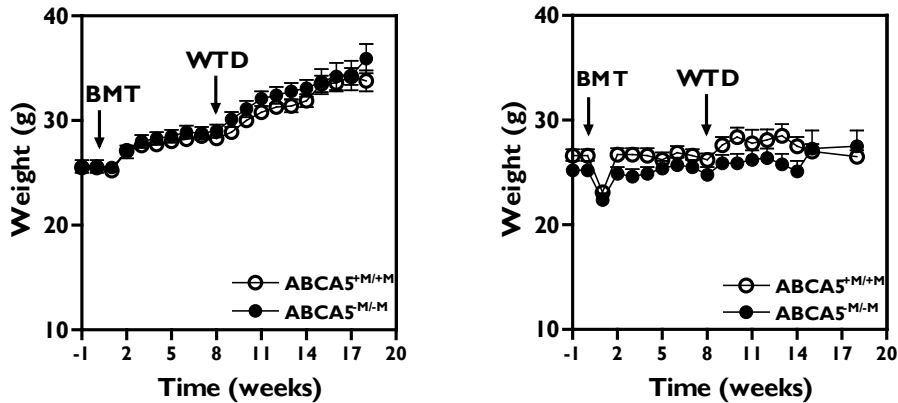 40
30
20
10
Weight (g)
BMT
WTD
ABCA5+M/+M
ABCA5-M/-M
-1 2 5 8 11 14 17 20
Time (weeks)
40
30
20
10
Weight (g)
BMT
WTD
ABCA5+M/+M
ABCA5-M/-M
-1 2 5 8 11 14 17 20
Time (weeks)